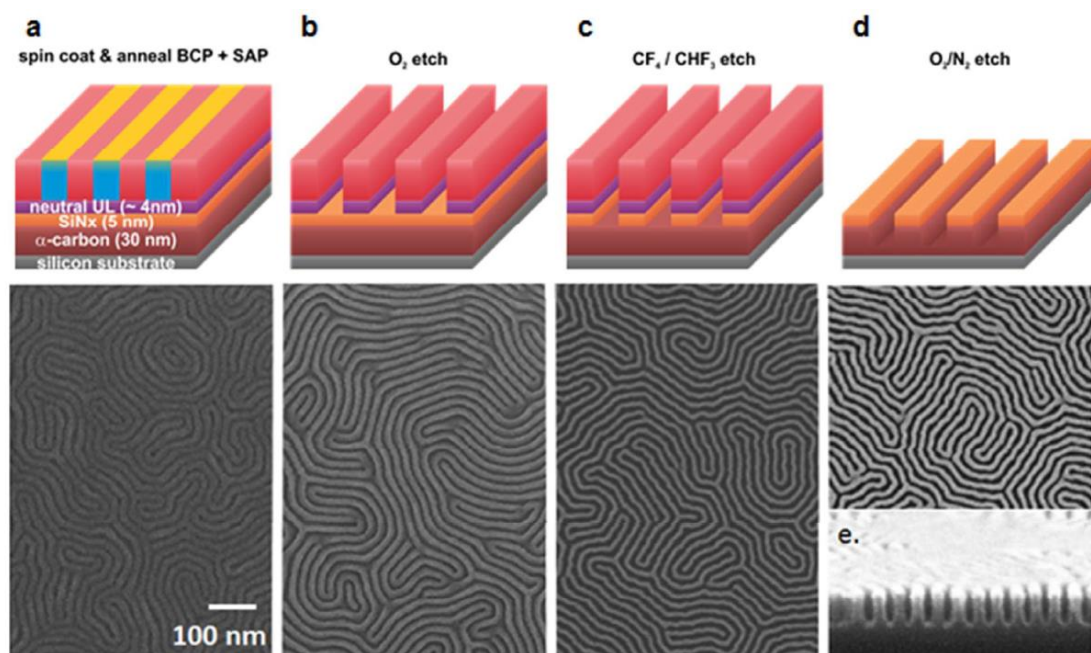 a
spin coat & anneal BCP + SAP
neutral UL (~ 4nm)
SiNx (5 nm)
α-carbon (30 nm)
silicon substrate
100 nm
b
O₂ etch
c
CF₄ / CHF₃ etch
d
O₂/N₂ etch
e.